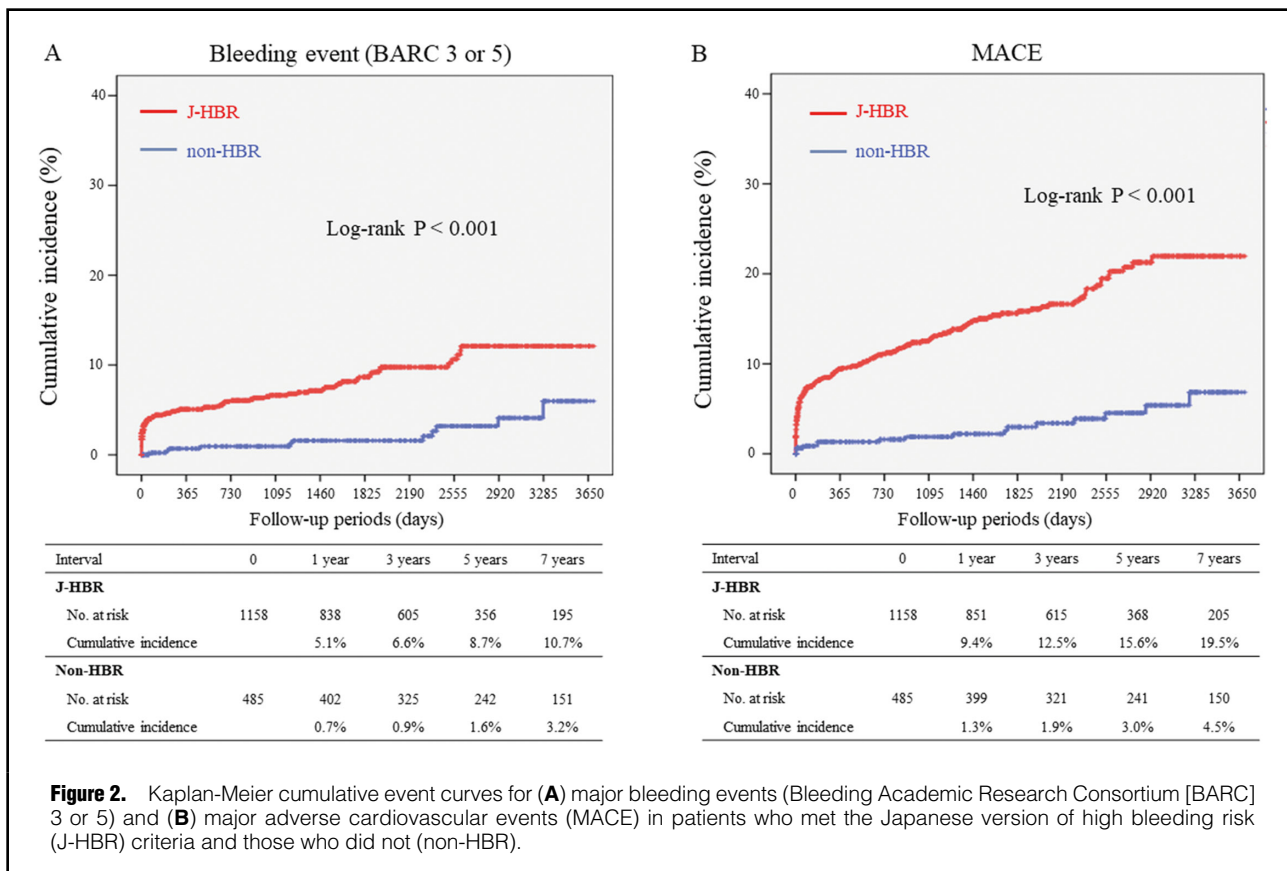 A
Bleeding event (BARC 3 or 5)
40
30
20
10
0
Cumulative incidence (%)
J-HBR
non-HBR
Log-rank P < 0.001
0 365 730 1095 1460 1825 2190 2555 2920 3285 3650
Follow-up periods (days)
Interval 0 1 year 3 years 5 years 7 years
J-HBR
No. at risk 1158 838 605 356 195
Cumulative incidence 5.1% 6.6% 8.7% 10.7%
Non-HBR
No. at risk 485 402 325 242 151
Cumulative incidence 0.7% 0.9% 1.6% 3.2%
B
MACE
40
30
20
10
0
Cumulative incidence (%)
J-HBR
non-HBR
Log-rank P < 0.001
0 365 730 1095 1460 1825 2190 2555 2920 3285 3650
Follow-up periods (days)
Interval 0 1 year 3 years 5 years 7 years
J-HBR
No. at risk 1158 851 615 368 205
Cumulative incidence 9.4% 12.5% 15.6% 19.5%
Non-HBR
No. at risk 485 399 321 241 150
Cumulative incidence 1.3% 1.9% 3.0% 4.5%
Figure 2. Kaplan-Meier cumulative event curves for (A) major bleeding events (Bleeding Academic Research Consortium [BARC]
3 or 5) and (B) major adverse cardiovascular events (MACE) in patients who met the Japanese version of high bleeding risk
(J-HBR) criteria and those who did not (non-HBR).